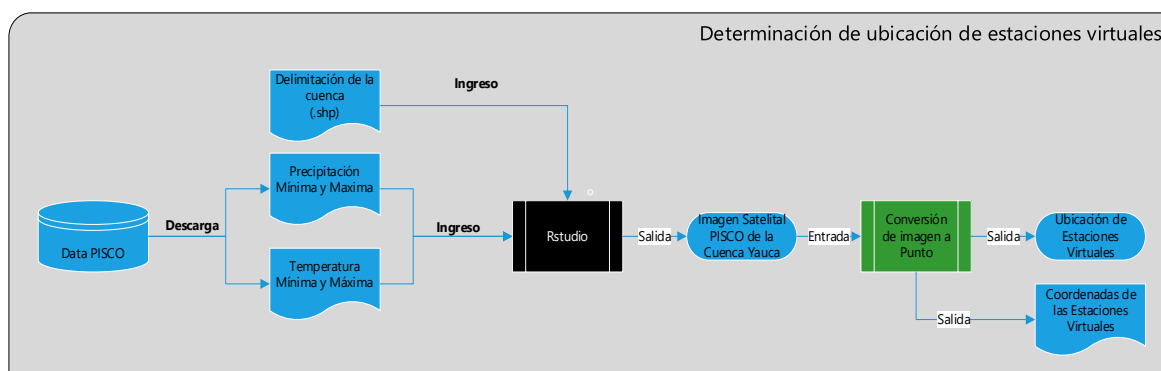 Determinación de ubicación de estaciones virtuales
Delimitación de la
cuenca
(.shp)
Ingreso
Precipitación
Mínima y Maxima
Data PISCO
Descarga
Temperatura
Mínima y Máxima
Ingreso
Rstudio
Salida
Imagen Satelital
PISCO de la
Cuenca Yauca
Entrada
Conversión
de imagen a
Punto
Salida
Ubicación de
Estaciones
Virtuales
Salida
Coordenadas de
las Estaciones
Virtuales